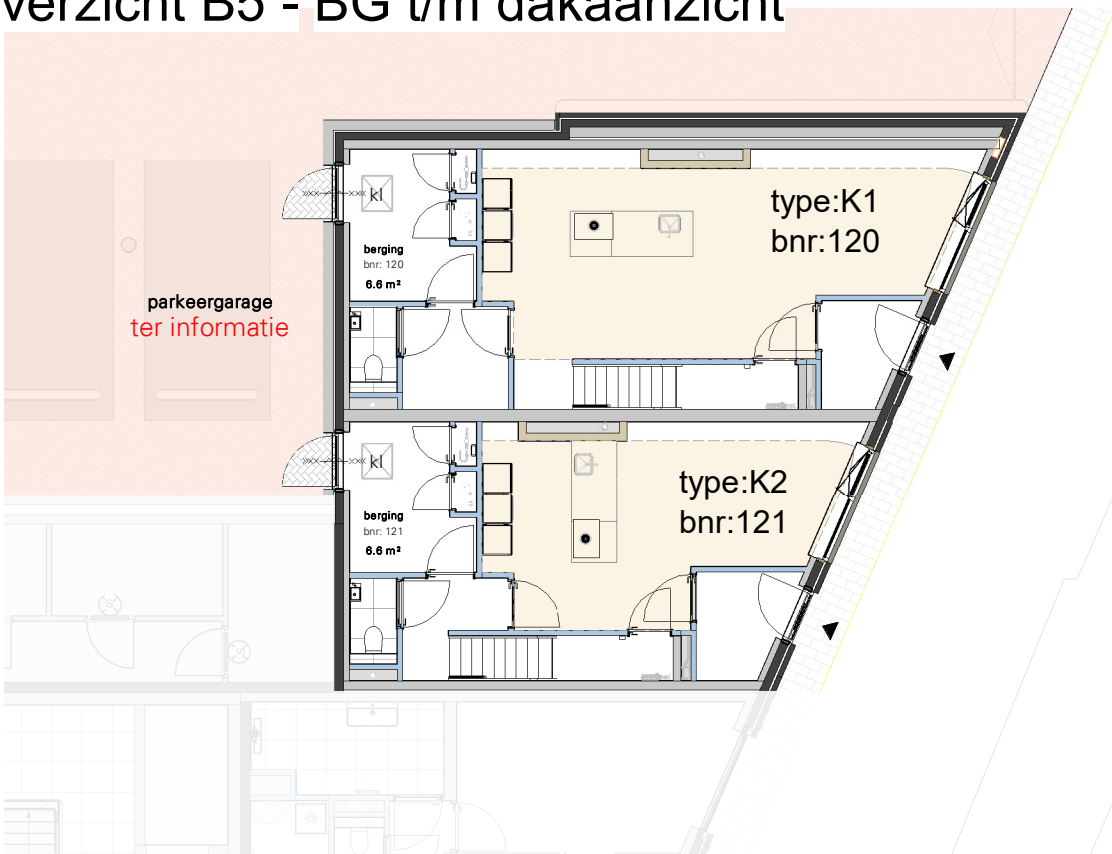 verzicht B5 - BG t/m dakaanzicht
type:K1
bnr:120
kl
berging
bnr: 120
6.6 m²
parkeergarage
ter informatie
kl
type:K2
bnr:121
berging
bnr: 121
6.6 m²